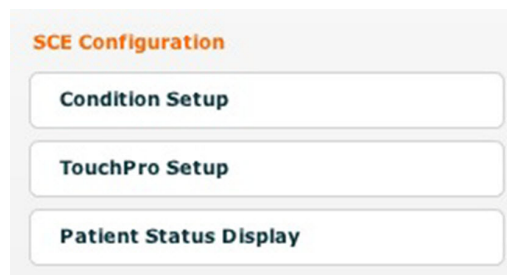 SCE Configuration
Condition Setup
TouchPro Setup
Patient Status Display